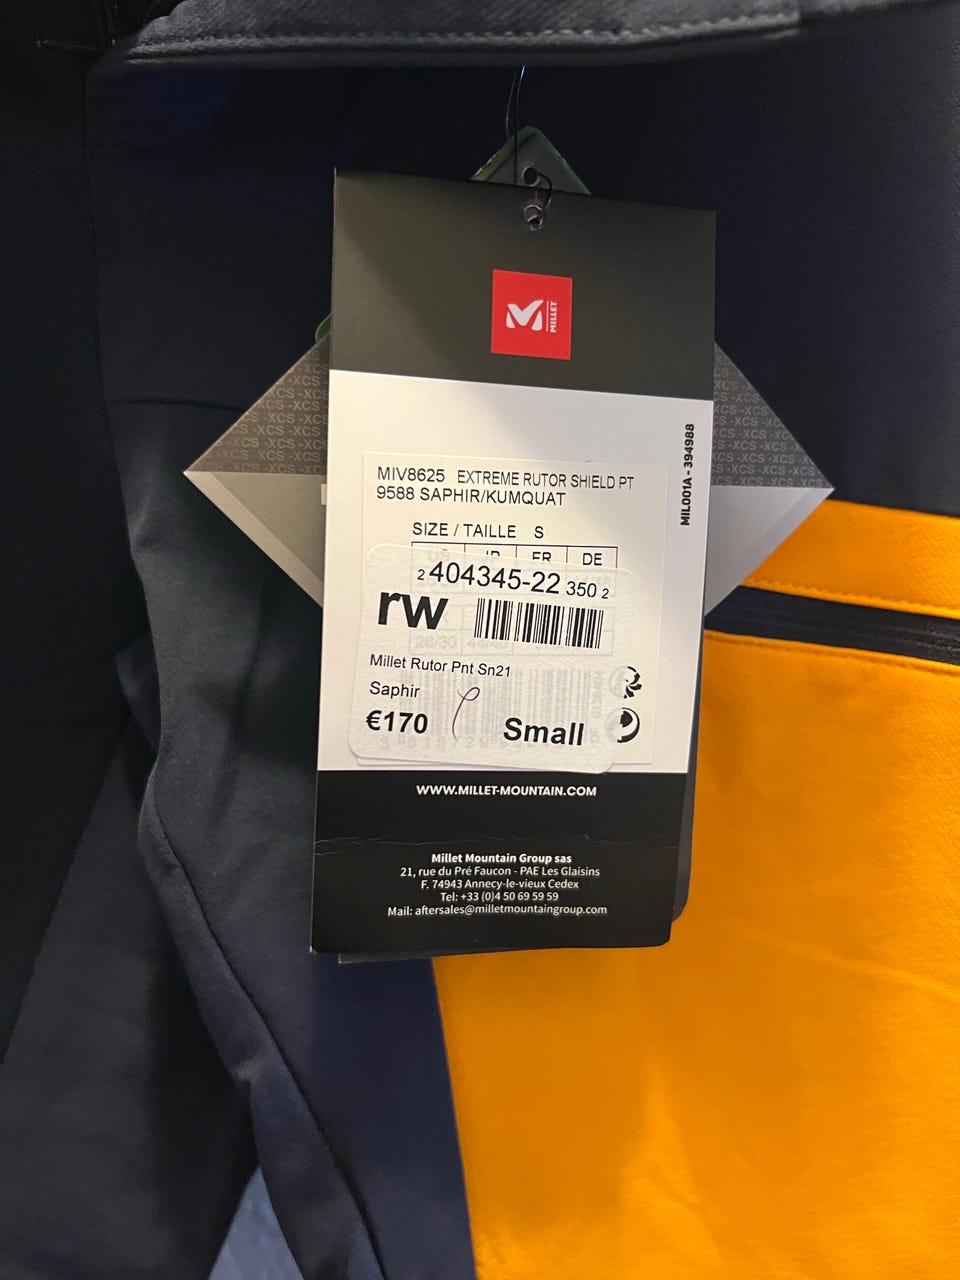 MILLET
MIL001A - 394988
MIV8625 EXTREME RUTOR SHIELD PT
9588 SAPHIR/KUMQUAT
SIZE / TAILLE S
FR DE
2 404345-22 350 2
rw
Millet Rutor Pnt Sn21
Saphir
€170 Small
WWW.MILLET-MOUNTAIN.COM
Millet Mountain Group sas
21, rue du Pré Faucon - PAE Les Glaisins
F. 74943 Annecy-le-vieux Cedex
Tel: +33 (0)4 50 69 59 59
Mail: aftersales@milletmountaingroup.com